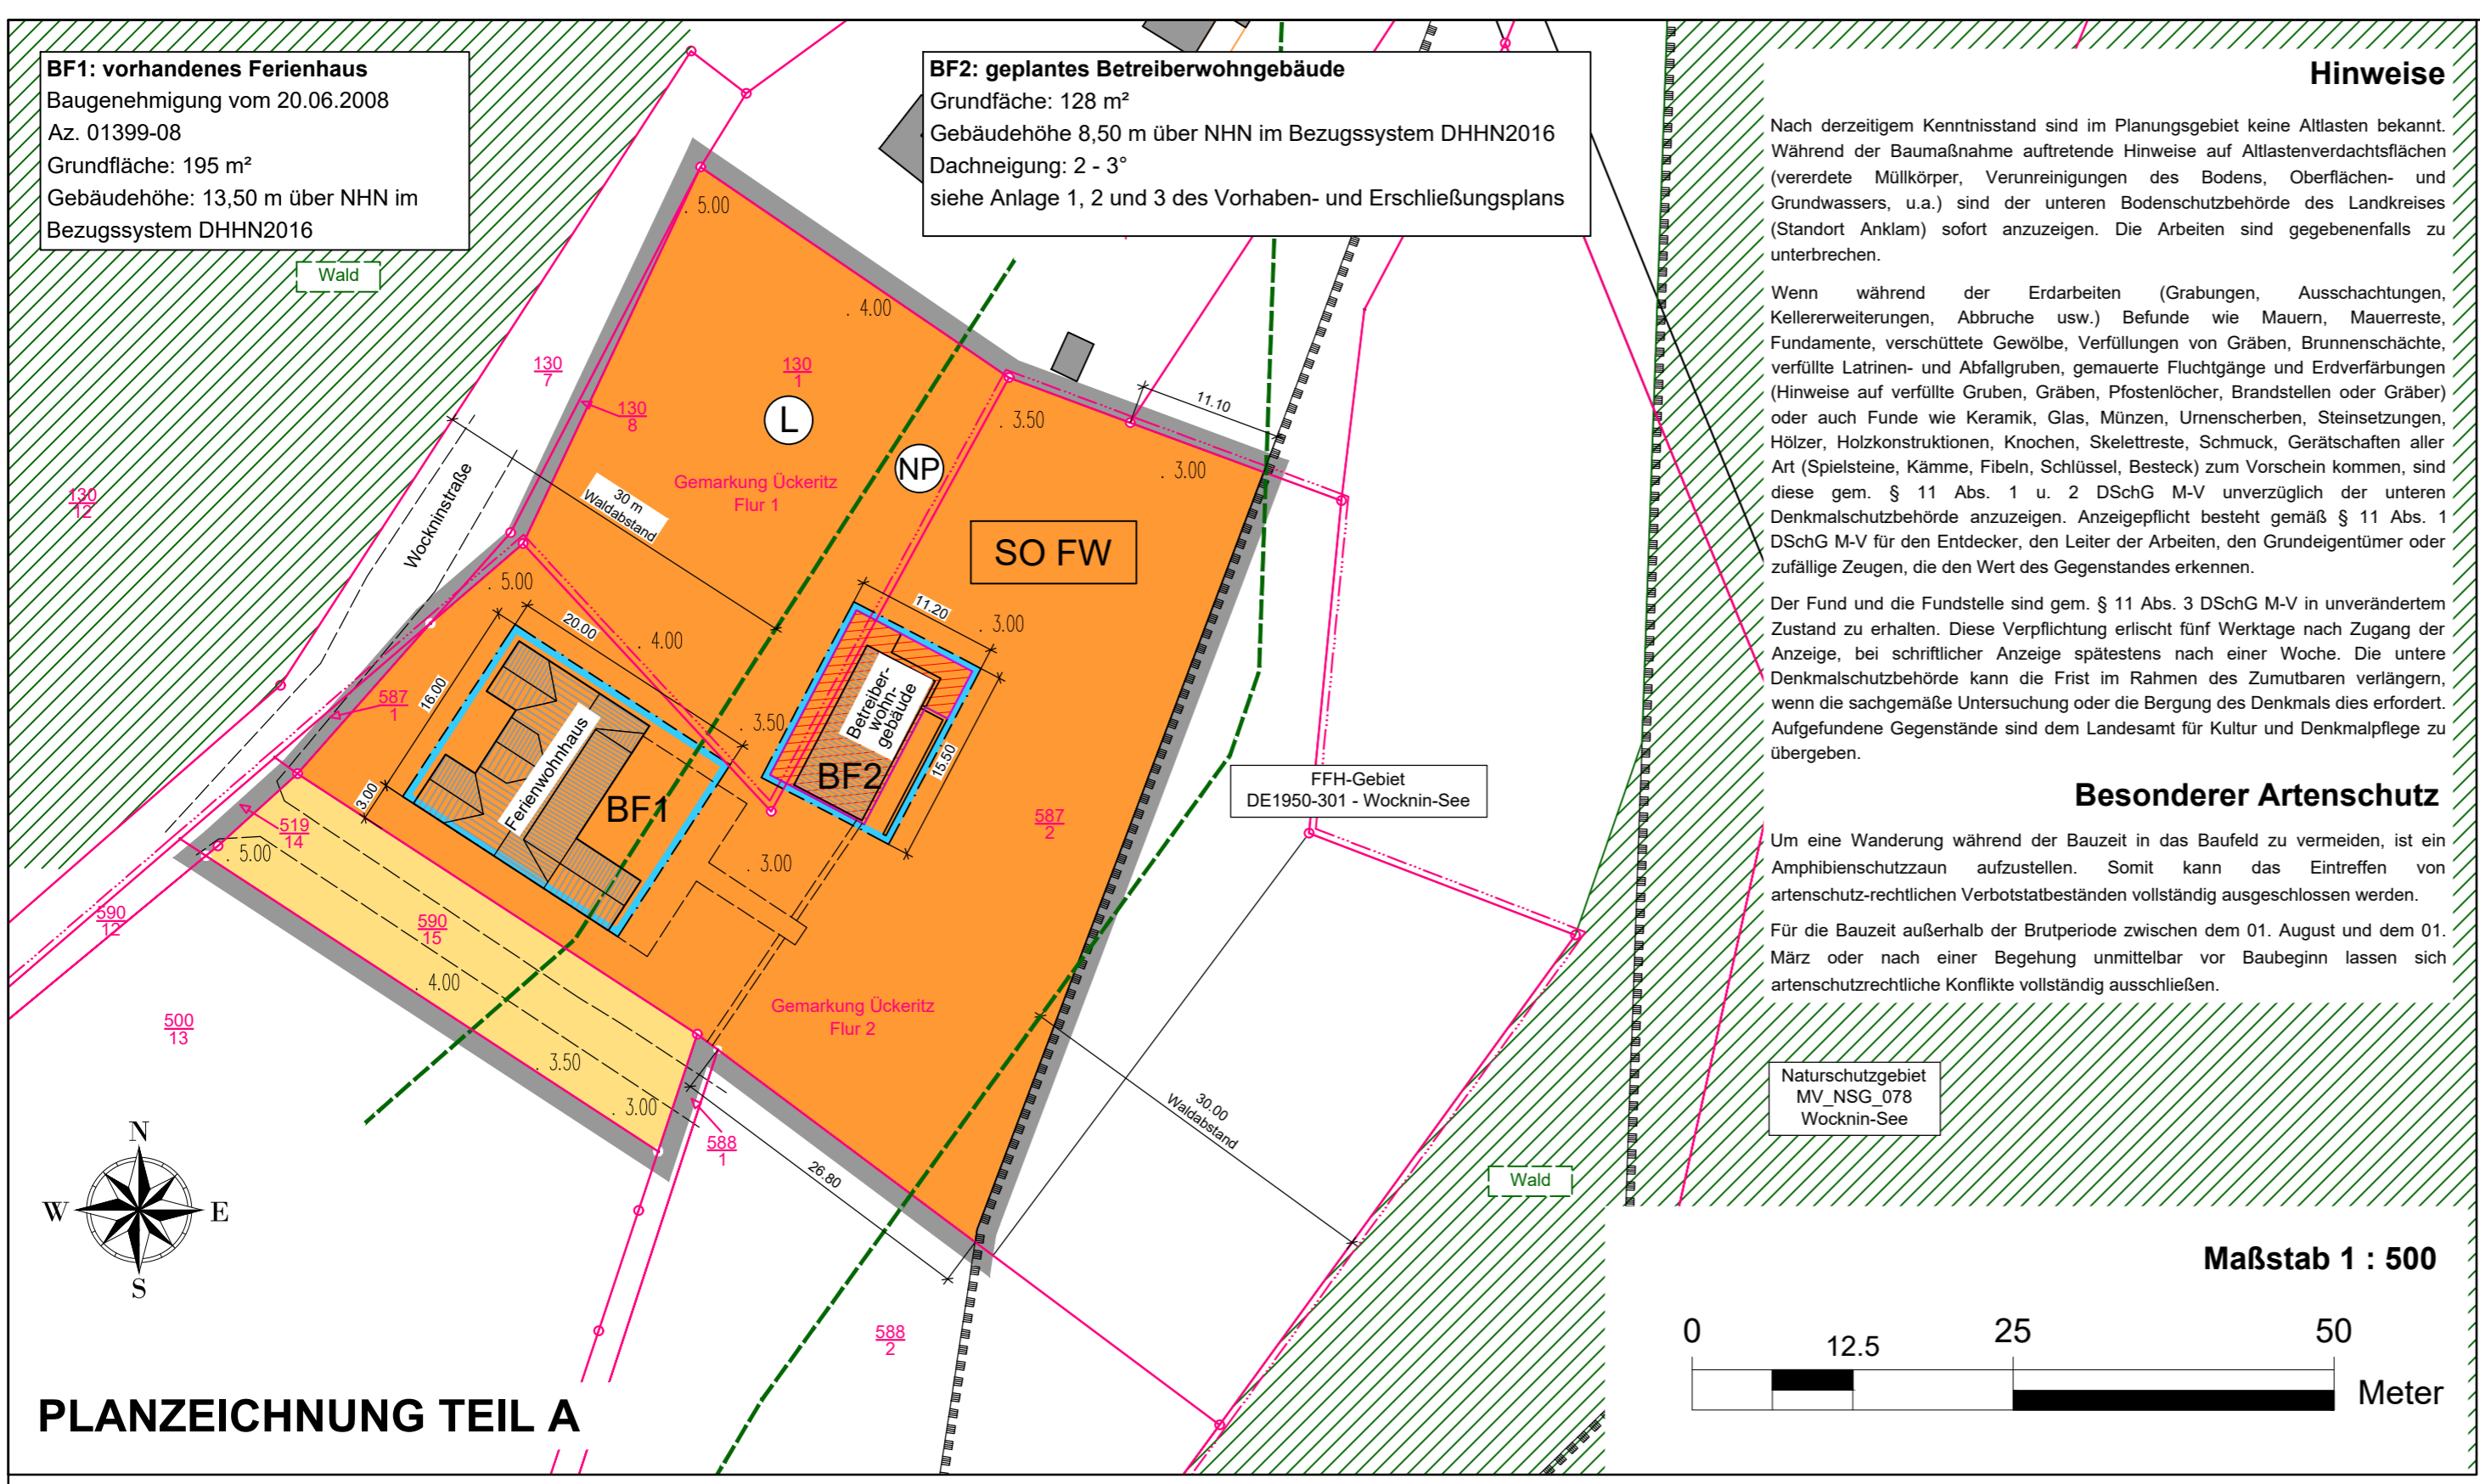 BF1: vorhandenes Ferienhaus
Baugenehmigung vom 20.06.2008
Az. 01399-08
Grundfläche: 195 m²
Gebäudehöhe: 13,50 m über NHN im
Bezugssystem DHHN2016
BF2: geplantes Betreiberwohngebäude
Grundfäche: 128 m²
Gebäudehöhe 8,50 m über NHN im Bezugssystem DHHN2016
Dachneigung: 2 - 3°
siehe Anlage 1, 2 und 3 des Vorhaben- und Erschließungsplans
Wald
. 5.00
. 4.00
130
7
130
1
130
8
L
NP
. 3.50
11.10
. 3.00
Gemarkung Ückeritz
Flur 1
30 m
Waldabstand
Wockninstraße
130
12
SO FW
. 5.00
20.00
. 4.00
11.20
. 3.00
16.00
587
1
. 3.50
Betreiber-
wohn-
gebäude
BF2
15.50
Ferienwohnhaus
BF1
3.00
519
14
. 5.00
. 3.00
587
2
FFH-Gebiet
DE1950-301 - Wocknin-See
590
12
590
15
. 4.00
500
13
Gemarkung Ückeritz
Flur 2
. 3.50
. 3.00
588
1
26.80
30.00
Waldabstand
Wald
588
2
N
W
E
S
PLANZEICHNUNG TEIL A
Hinweise
Nach derzeitigem Kenntnisstand sind im Planungsgebiet keine Altlasten bekannt.
Während der Baumaßnahme auftretende Hinweise auf Altlastenverdachtsflächen
(vererdete Müllkörper, Verunreinigungen des Bodens, Oberflächen- und
Grundwassers, u.a.) sind der unteren Bodenschutzbehörde des Landkreises
(Standort Anklam) sofort anzuzeigen. Die Arbeiten sind gegebenenfalls zu
unterbrechen.
Wenn während der Erdarbeiten (Grabungen, Ausschachtungen,
Kellererweiterungen, Abbruche usw.) Befunde wie Mauern, Mauerreste,
Fundamente, verschüttete Gewölbe, Verfüllungen von Gräben, Brunnenschächte,
verfüllte Latrinen- und Abfallgruben, gemauerte Fluchtgänge und Erdverfärbungen
(Hinweise auf verfüllte Gruben, Gräben, Pfostenlöcher, Brandstellen oder Gräber)
oder auch Funde wie Keramik, Glas, Münzen, Urnenscherben, Steinsetzungen,
Hölzer, Holzkonstruktionen, Knochen, Skelettreste, Schmuck, Gerätschaften aller
Art (Spielsteine, Kämme, Fibeln, Schlüssel, Besteck) zum Vorschein kommen, sind
diese gem. § 11 Abs. 1 u. 2 DSchG M-V unverzüglich der unteren
Denkmalschutzbehörde anzuzeigen. Anzeigepflicht besteht gemäß § 11 Abs. 1
DSchG M-V für den Entdecker, den Leiter der Arbeiten, den Grundeigentümer oder
zufällige Zeugen, die den Wert des Gegenstandes erkennen.
Der Fund und die Fundstelle sind gem. § 11 Abs. 3 DSchG M-V in unverändertem
Zustand zu erhalten. Diese Verpflichtung erlischt fünf Werktage nach Zugang der
Anzeige, bei schriftlicher Anzeige spätestens nach einer Woche. Die untere
Denkmalschutzbehörde kann die Frist im Rahmen des Zumutbaren verlängern,
wenn die sachgemäße Untersuchung oder die Bergung des Denkmals dies erfordert.
Aufgefundene Gegenstände sind dem Landesamt für Kultur und Denkmalpflege zu
übergeben.
Besonderer Artenschutz
Um eine Wanderung während der Bauzeit in das Baufeld zu vermeiden, ist ein
Amphibienschutzzaun aufzustellen. Somit kann das Eintreffen von
artenschutz-rechtlichen Verbotstatbeständen vollständig ausgeschlossen werden.
Für die Bauzeit außerhalb der Brutperiode zwischen dem 01. August und dem 01.
März oder nach einer Begehung unmittelbar vor Baubeginn lassen sich
artenschutzrechtliche Konflikte vollständig ausschließen.
Naturschutzgebiet
MV_NSG_078
Wocknin-See
Maßstab 1 : 500
0
12.5
25
50
Meter